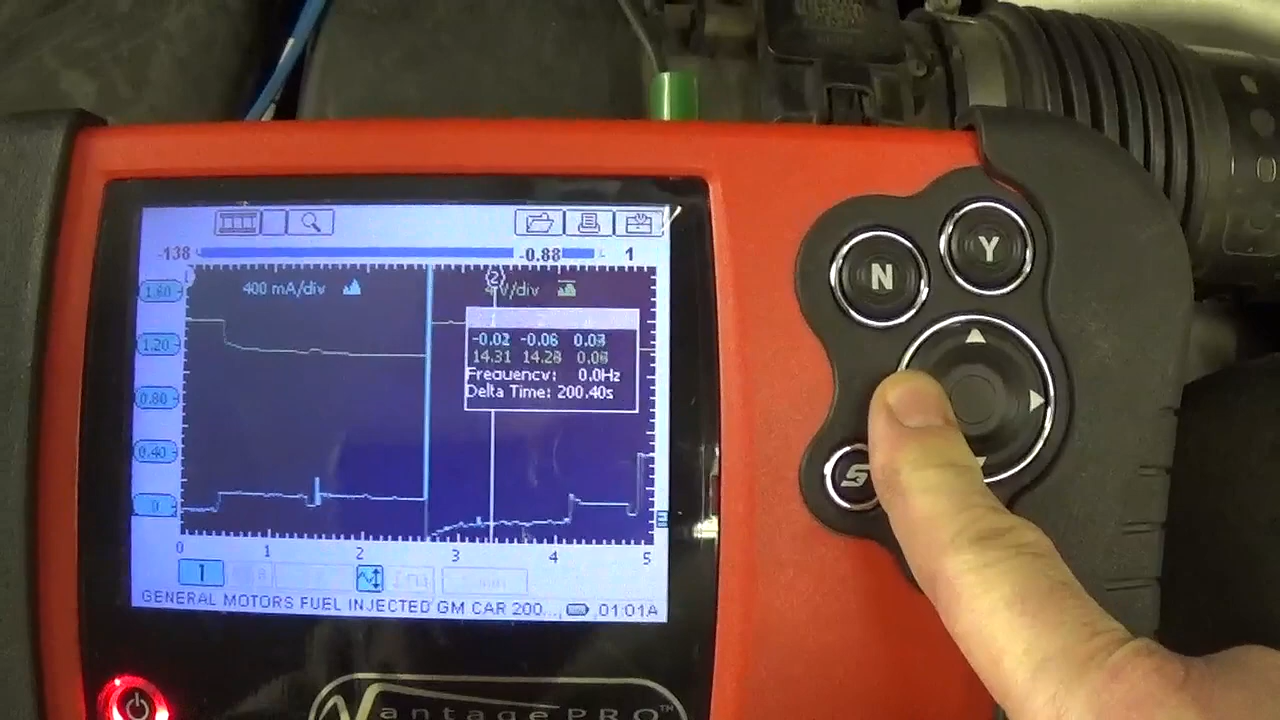 -138 -0.88 1
400 mA/div V/div
1.60
1.20
0.80
0.40
0
-0.02 -0.06 0.03
14.31 14.28 0.06
Frequency: 0.0Hz
Delta Time: 200.40s
0 1 2 3 4 5
1
GENERAL MOTORS FUEL INJECTED GM CAR 200..., 01:01A
Vantage PRO™
N
Y
S